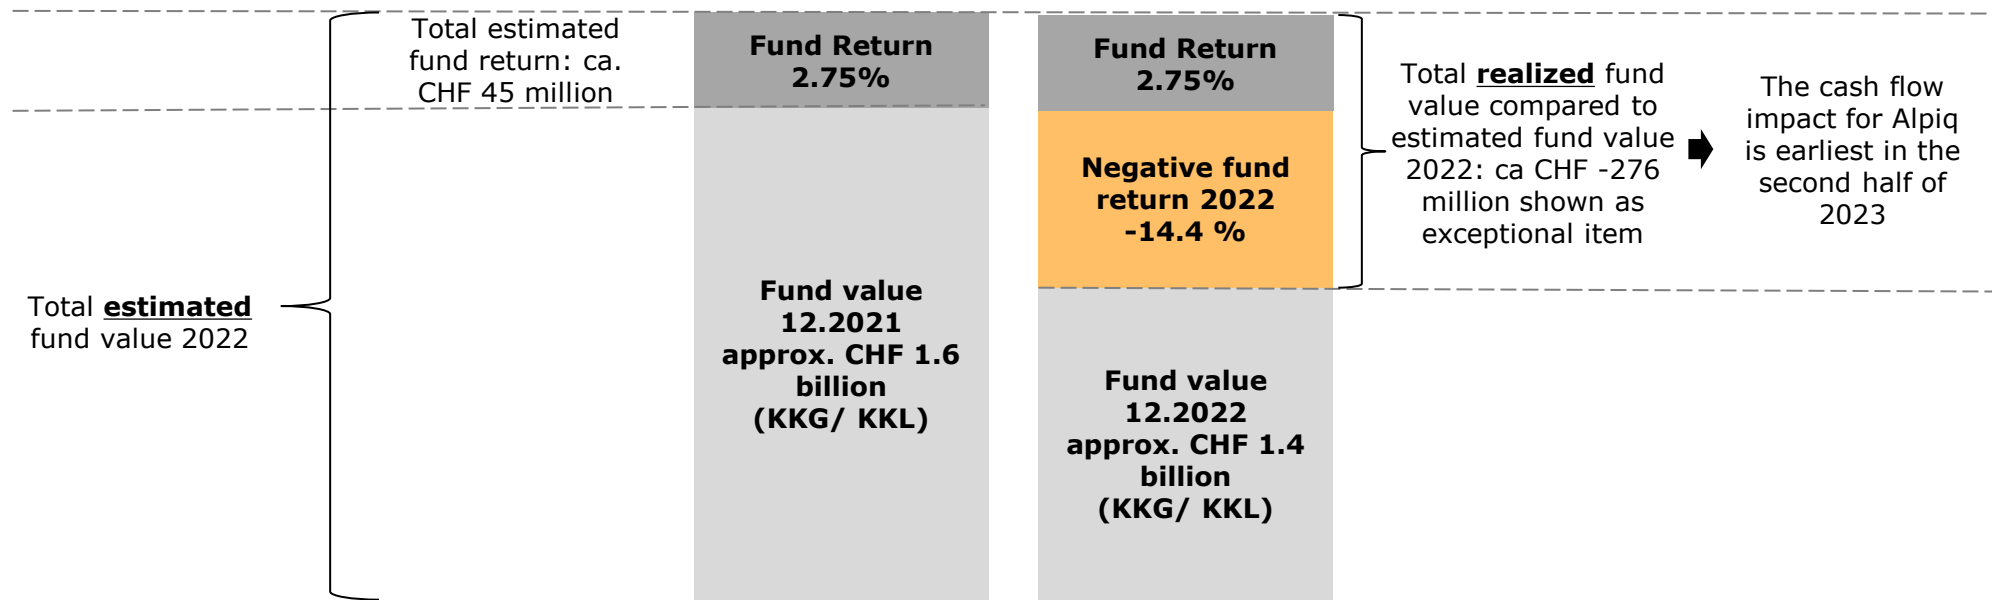 Total estimated
fund return: ca.
CHF 45 million
Total estimated
fund value 2022
Fund Return
2.75%
Fund value
12.2021
approx. CHF 1.6
billion
(KKG/ KKL)
Fund Return
2.75%
Negative fund
return 2022
-14.4 %
Fund value
12.2022
approx. CHF 1.4
billion
(KKG/ KKL)
Total realized fund
value compared to
estimated fund value
2022: ca CHF -276
million shown as
exceptional item
The cash flow
impact for Alpiq
is earliest in the
second half of
2023